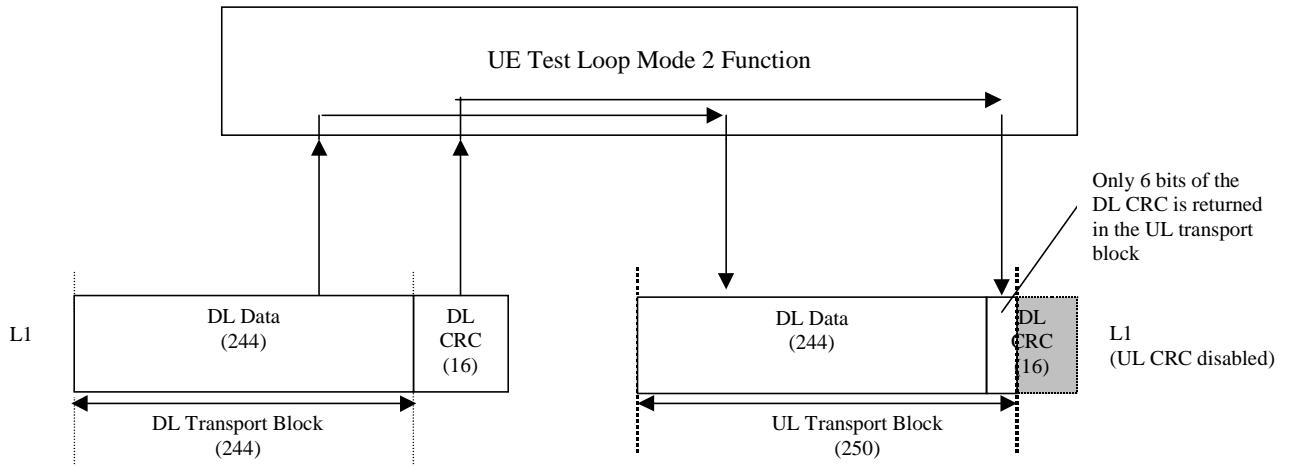 UE Test Loop Mode 2 Function
Only 6 bits of the
DL CRC is returned
in the UL transport
block
L1
DL Data
(244)
DL
CRC
(16)
DL Data
(244)
DL
CRC
(16)
L1
(UL CRC disabled)
DL Transport Block
(244)
UL Transport Block
(250)